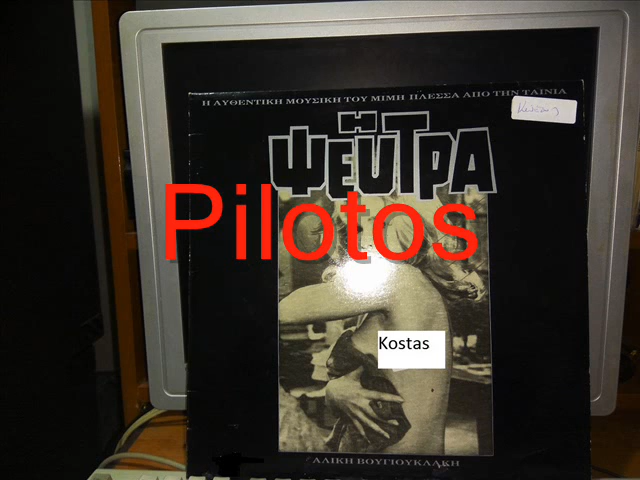 Η ΑΥΘΕΝΤΙΚΗ ΜΟΥΣΙΚΗ ΤΟΥ ΜΙΜΗ ΠΛΕΣΣΑ ΑΠΟ ΤΗΝ ΤΑΙΝΙΑ
Η
ΨΕΥΤΡΑ
Pilotos
Kostas
ΑΛΙΚΗ ΒΟΥΓΙΟΥΚΛΑΚΗ